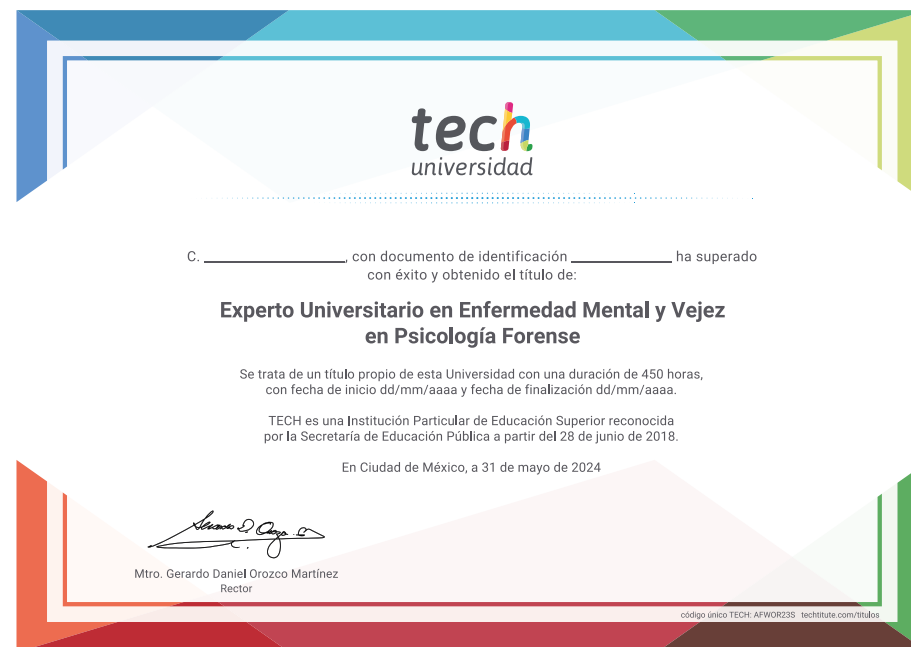 tech
universidad
C. ____________, con documento de identificación ____________ ha superado
con éxito y obtenido el título de:
Experto Universitario en Enfermedad Mental y Vejez
en Psicología Forense
Se trata de un título propio de esta Universidad con una duración de 450 horas,
con fecha de inicio dd/mm/aaaa y fecha de finalización dd/mm/aaaa.
TECH es una Institución Particular de Educación Superior reconocida
por la Secretaría de Educación Pública a partir del 28 de junio de 2018.
En Ciudad de México, a 31 de mayo de 2024
Mtro. Gerardo Daniel Orozco Martínez
Rector
código único TECH: AFWOR23S techtitute.com/titulos